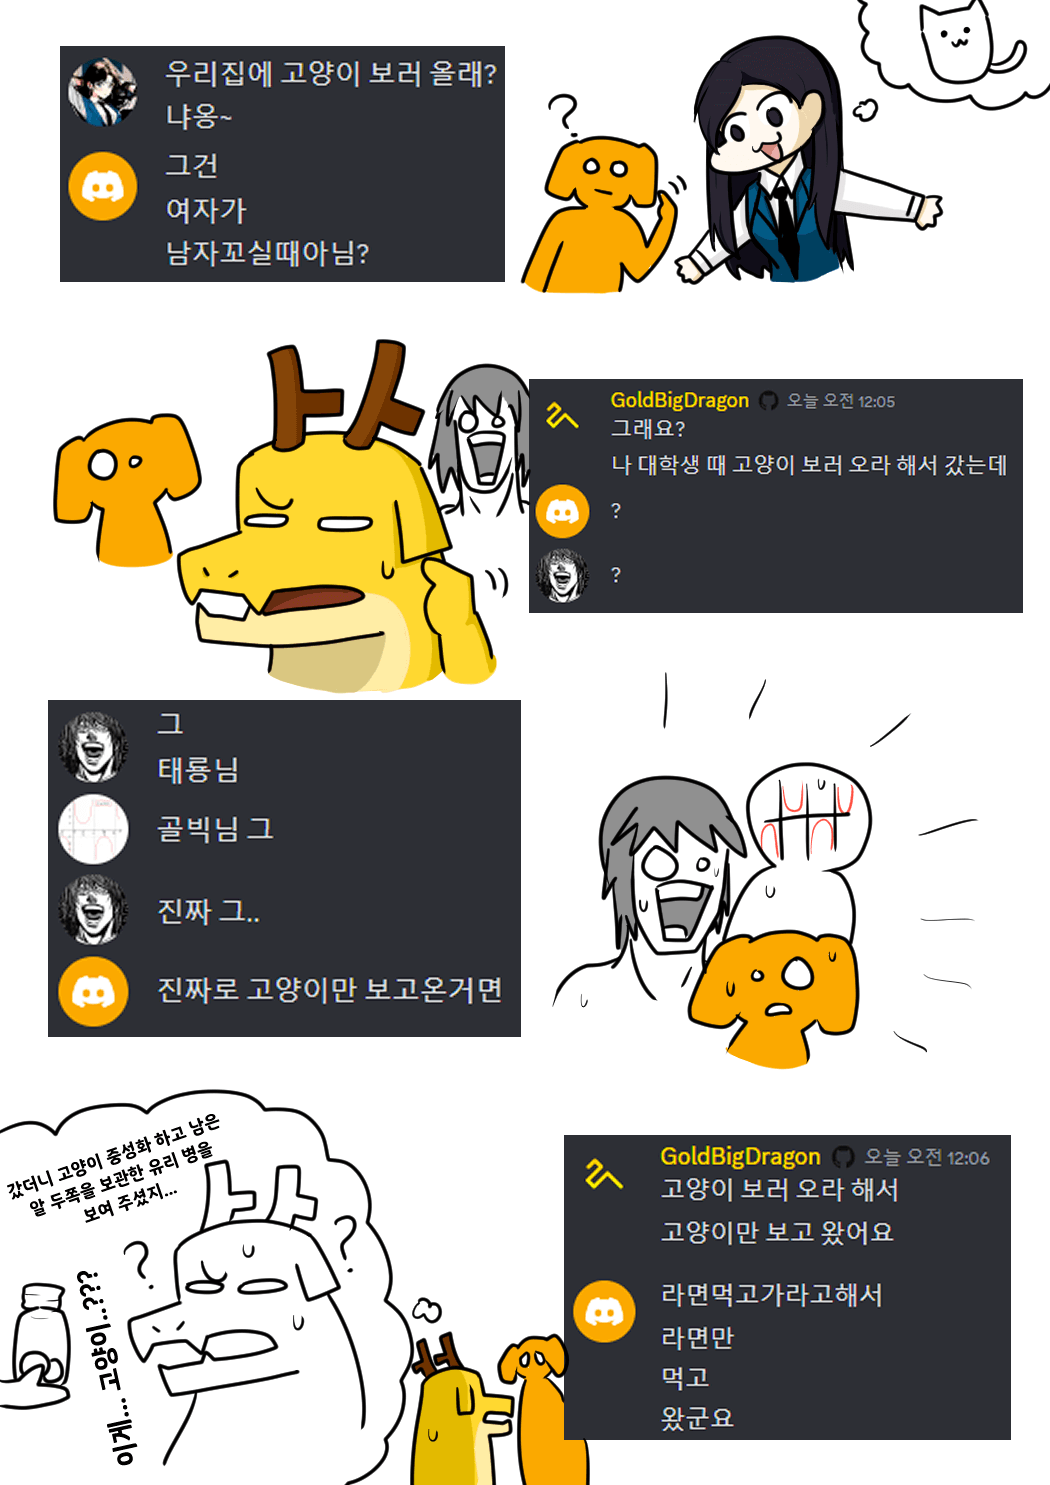 우리집에 고양이 보러 올래?
냐옹~
그건
여자가
남자꼬실때아님?
?
GoldBigDragon 오늘 오전 12:05
그래요?
나 대학생 때 고양이 보러 오라 해서 갔는데
?
?
그
태룡님
골빅님 그
진짜 그..
진짜로 고양이만 보고온거면
갔더니 고양이 중성화 하고 남은
알 두쪽을 보관한 유리 병을
보여 주셨지...
?
?
이게... 고양이...???
GoldBigDragon 오늘 오전 12:06
고양이 보러 오라 해서
고양이만 보고 왔어요
라면먹고가라고해서
라면만
먹고
왔군요